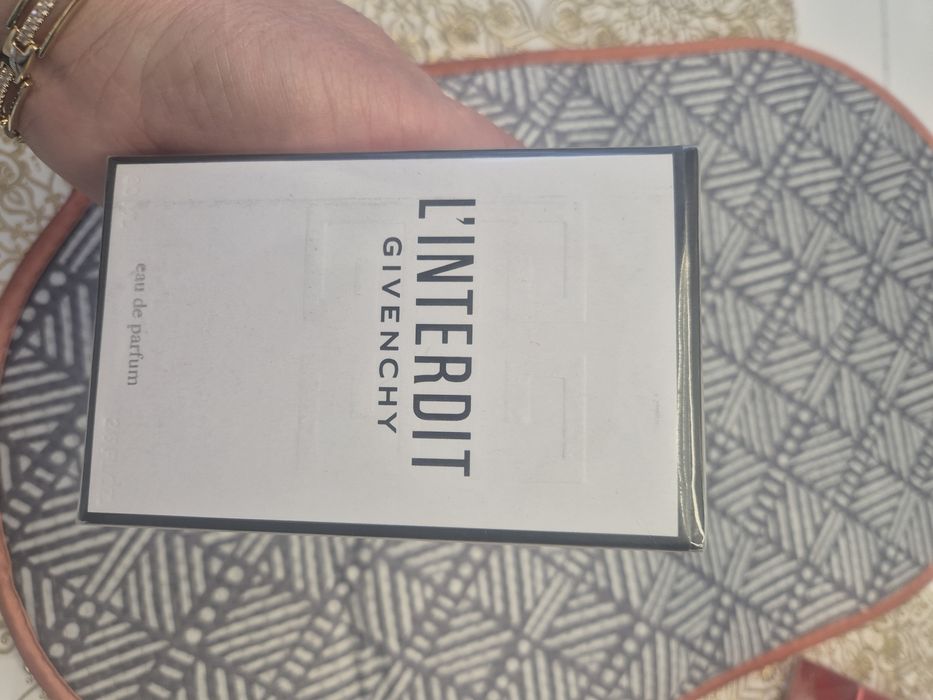 L'INTERDIT
GIVENCHY
eau de parfum